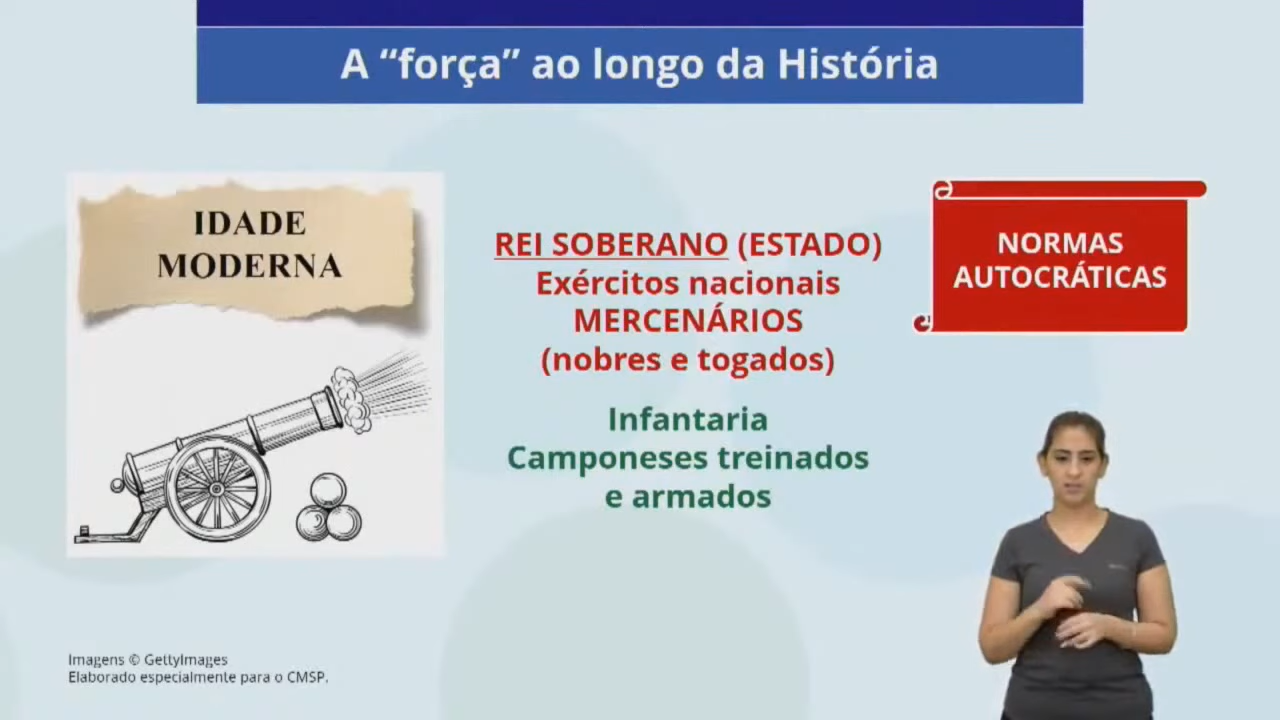 A “força” ao longo da História
IDADE
MODERNA
REI SOBERANO (ESTADO)
Exércitos nacionais
MERCENÁRIOS
(nobres e togados)
Infantaria
Camponeses treinados
e armados
NORMAS
AUTOCRÁTICAS
Imagens © GettyImages
Elaborado especialmente para o CMSP.